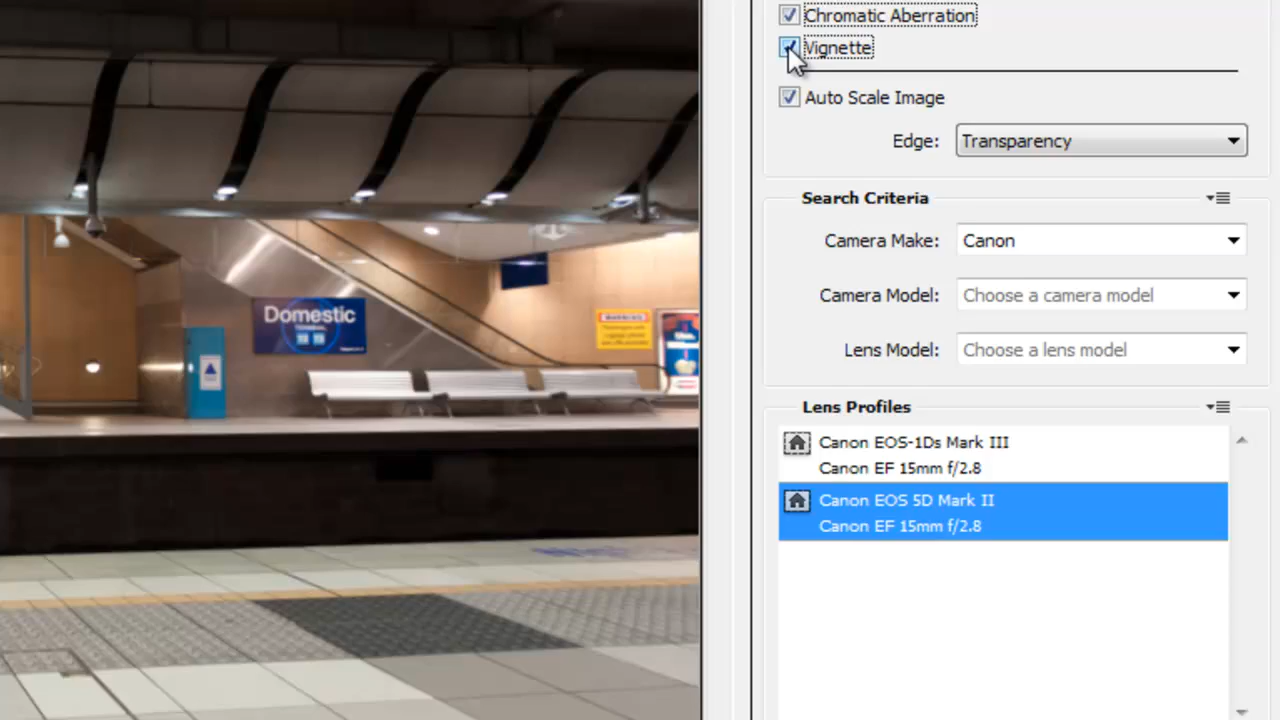 Chromatic Aberration
Vignette
Auto Scale Image
Edge: Transparency
Search Criteria
Camera Make: Canon
Camera Model: Choose a camera model
Lens Model: Choose a lens model
Lens Profiles
Canon EOS-1Ds Mark III
Canon EF 15mm f/2.8
Canon EOS 5D Mark II
Canon EF 15mm f/2.8
Domestic
TERMINAL
WARNING!